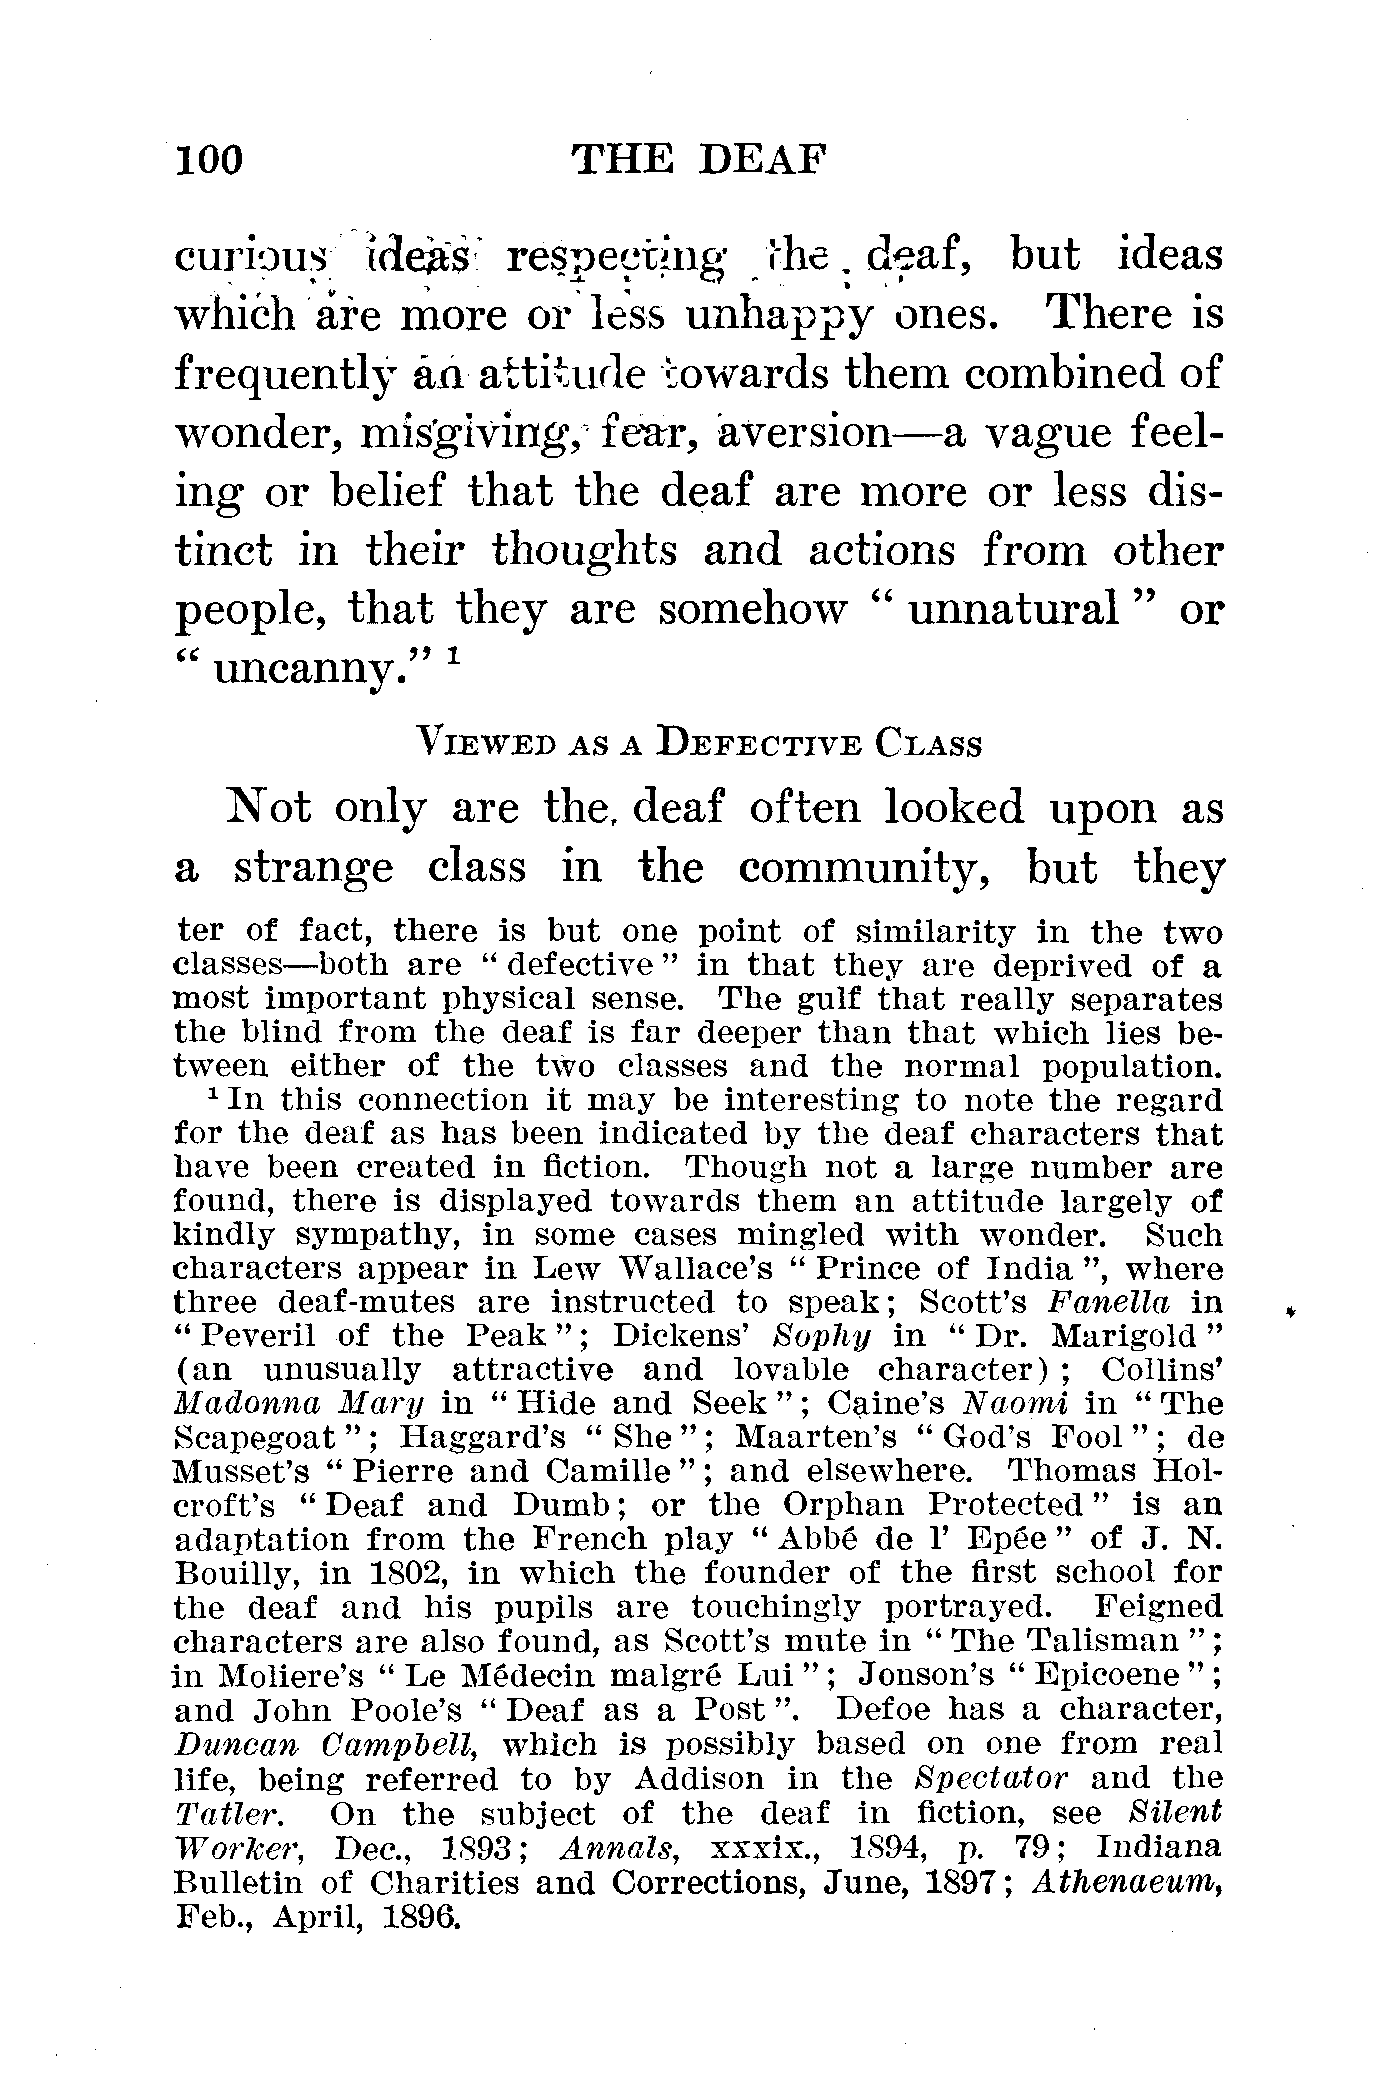 100 THE DEAF
curious ideas respecting the deaf, but ideas
which are more or less unhappy ones. There is
frequently an attitude towards them combined of
wonder, misgiving, fear, aversion—a vague feel-
ing or belief that the deaf are more or less dis-
tinct in their thoughts and actions from other
people, that they are somehow “ unnatural ” or
“ uncanny.” 1
VIEWED AS A DEFECTIVE CLASS
Not only are the deaf often looked upon as
a strange class in the community, but they
ter of fact, there is but one point of similarity in the two
classes—both are “ defective ” in that they are deprived of a
most important physical sense. The gulf that really separates
the blind from the deaf is far deeper than that which lies be-
tween either of the two classes and the normal population.
1 In this connection it may be interesting to note the regard
for the deaf as has been indicated by the deaf characters that
have been created in fiction. Though not a large number are
found, there is displayed towards them an attitude largely of
kindly sympathy, in some cases mingled with wonder. Such
characters appear in Lew Wallace’s “ Prince of India ”, where
three deaf-mutes are instructed to speak; Scott’s Fanella in
“ Peveril of the Peak ”; Dickens’ Sophy in “ Dr. Marigold ”
(an unusually attractive and lovable character) ; Collins’
Madonna Mary in “ Hide and Seek ”; Caine’s Naomi in “ The
Scapegoat ”; Haggard’s “ She ”; Maarten’s “ God’s Fool ”; de
Musset’s “ Pierre and Camille ”; and elsewhere. Thomas Hol-
croft’s “ Deaf and Dumb; or the Orphan Protected ” is an
adaptation from the French play “ Abbé de l’ Epée ” of J. N.
Bouilly, in 1802, in which the founder of the first school for
the deaf and his pupils are touchingly portrayed. Feigned
characters are also found, as Scott’s mute in “ The Talisman ”;
in Moliere’s “ Le Médecin malgré Lui ”; Jonson’s “ Epicoene ”;
and John Poole’s “ Deaf as a Post ”. Defoe has a character,
Duncan Campbell, which is possibly based on one from real
life, being referred to by Addison in the Spectator and the
Tatler. On the subject of the deaf in fiction, see Silent
Worker, Dec., 1893; Annals, xxxix., 1894, p. 79; Indiana
Bulletin of Charities and Corrections, June, 1897; Athenaeum,
Feb., April, 1896.